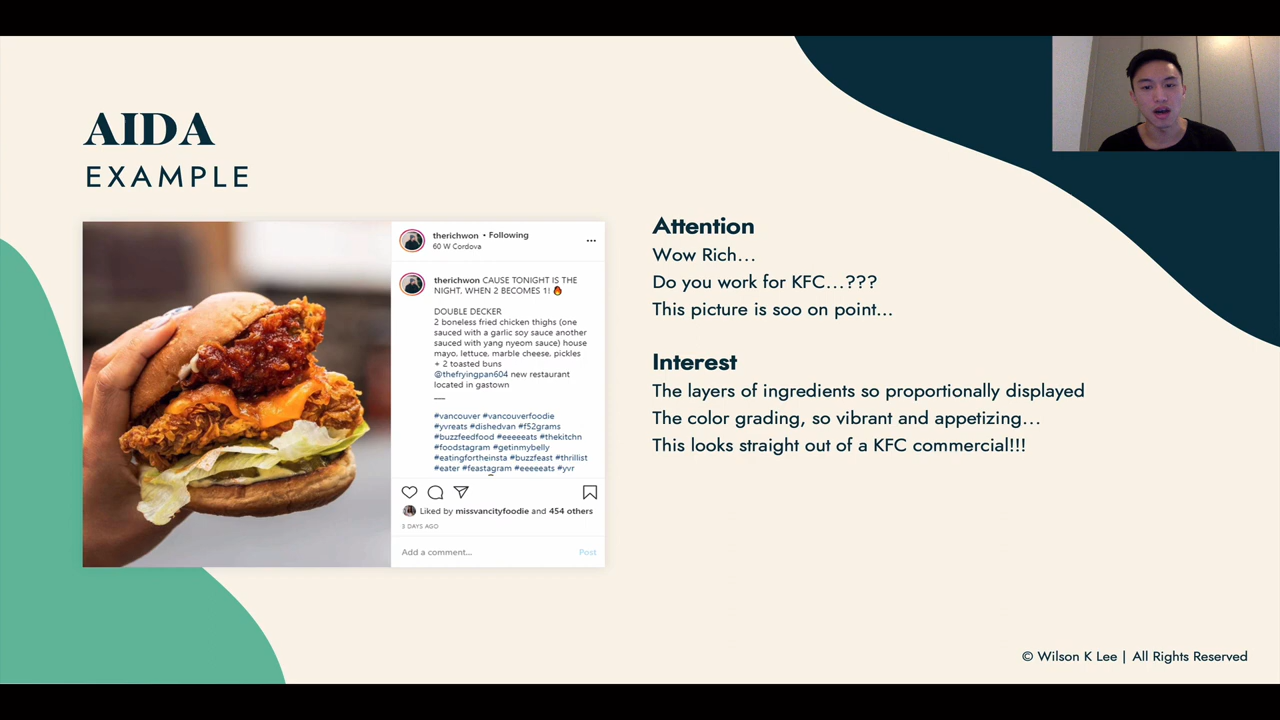 AIDA
EXAMPLE
therichwon • Following
60 W Cordova
therichwon CAUSE TONIGHT IS THE
NIGHT, WHEN 2 BECOMES 1! 🔥
DOUBLE DECKER
2 boneless fried chicken thighs (one
sauced with a garlic soy sauce another
sauced with yang nyeom sauce) house
mayo, lettuce, marble cheese, pickles
+ 2 toasted buns
@thefryingpan604 new restaurant
located in gastown
—
#vancouver #vancouverfoodie
#yvreats #dishedvan #f52grams
#buzzfeedfood #eeeeeats #thekitchn
#foodstagram #getinmybelly
#eatingfortheinsta #buzzfeast #thrillist
#eater #feastagram #eeeeats #yvr
Liked by missvancityfoodie and 454 others
3 DAYS AGO
Add a comment...
Post
Attention
Wow Rich...
Do you work for KFC...???
This picture is soo on point...
Interest
The layers of ingredients so proportionally displayed
The color grading, so vibrant and appetizing...
This looks straight out of a KFC commercial!!!
© Wilson K Lee | All Rights Reserved